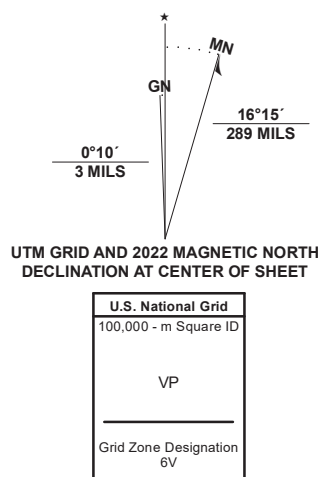 MN
GN
16°15´
289 MILS
0°10´
3 MILS
UTM GRID AND 2022 MAGNETIC NORTH
DECLINATION AT CENTER OF SHEET
U.S. National Grid
100,000 - m Square ID
VP
Grid Zone Designation
6V